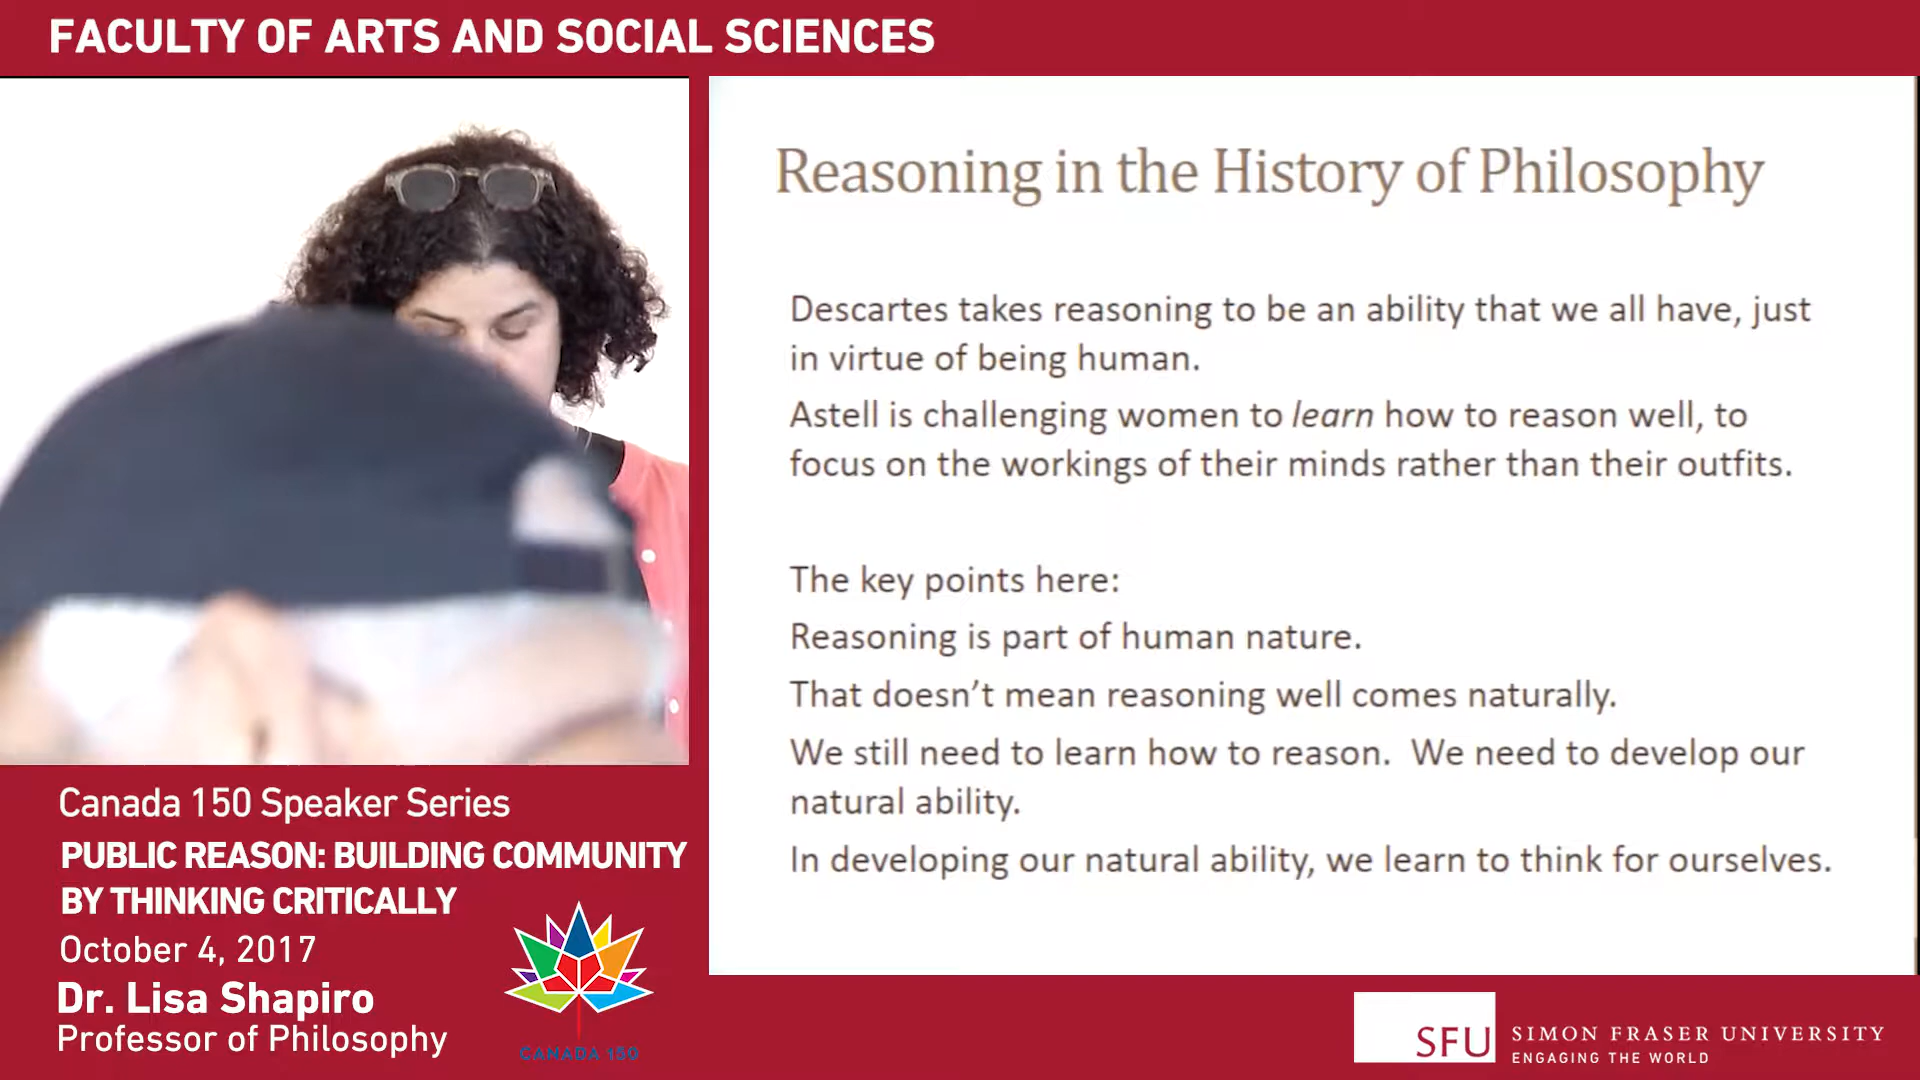 FACULTY OF ARTS AND SOCIAL SCIENCES
Reasoning in the History of Philosophy
Descartes takes reasoning to be an ability that we all have, just
in virtue of being human.
Astell is challenging women to learn how to reason well, to
focus on the workings of their minds rather than their outfits.
The key points here:
Reasoning is part of human nature.
That doesn't mean reasoning well comes naturally.
We still need to learn how to reason.  We need to develop our
natural ability.
In developing our natural ability, we learn to think for ourselves.
Canada 150 Speaker Series
PUBLIC REASON: BUILDING COMMUNITY
BY THINKING CRITICALLY
October 4, 2017
Dr. Lisa Shapiro
Professor of Philosophy
CANADA 150
SFU
SIMON FRASER UNIVERSITY
ENGAGING THE WORLD